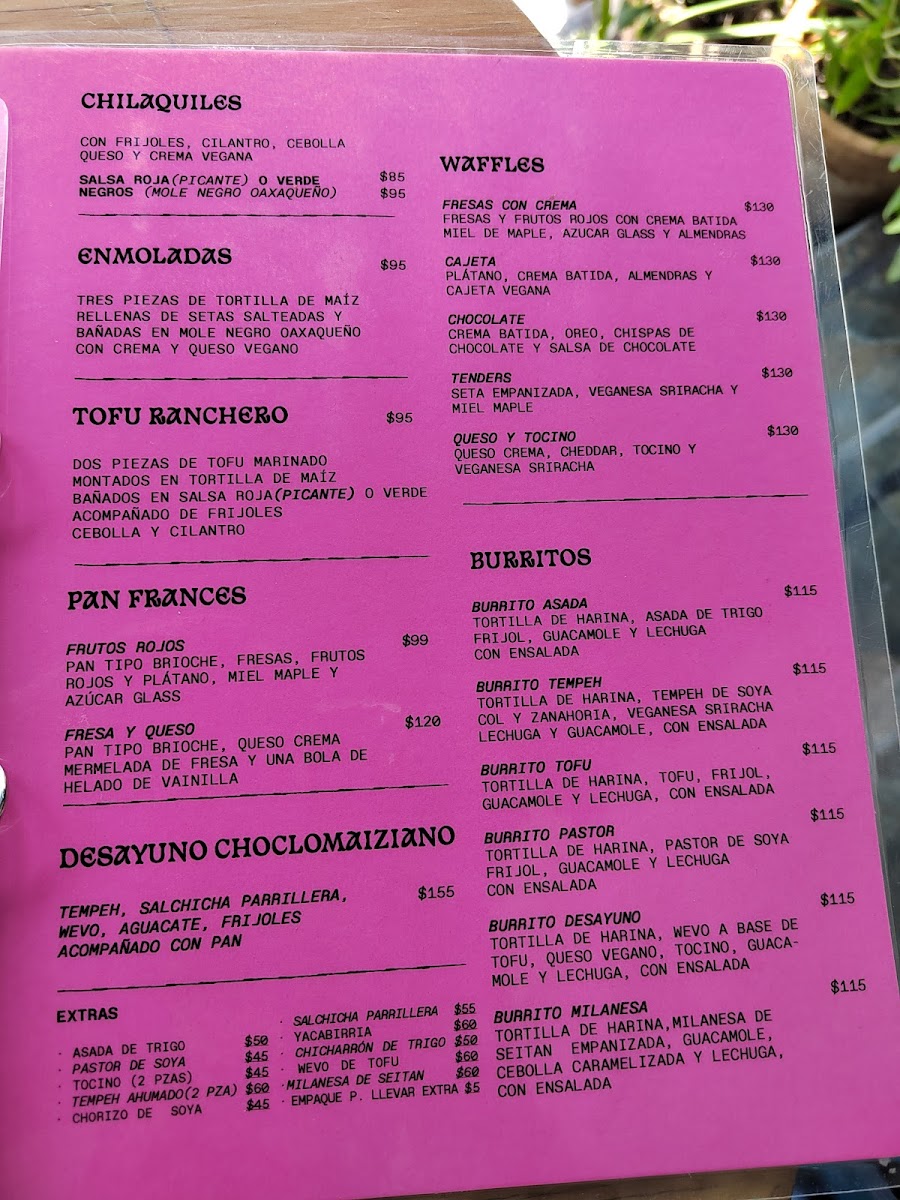 CHILAQUILES
CON FRIJOLES, CILANTRO, CEBOLLA
QUESO Y CREMA VEGANA
SALSA ROJA(PICANTE) O VERDE $85
NEGROS (MOLE NEGRO OAXAQUEÑO) $95
ENMOLADAS $95
TRES PIEZAS DE TORTILLA DE MAÍZ
RELLENAS DE SETAS SALTEADAS Y
BAÑADAS EN MOLE NEGRO OAXAQUEÑO
CON CREMA Y QUESO VEGANO
TOFU RANCHERO $95
DOS PIEZAS DE TOFU MARINADO
MONTADOS EN TORTILLA DE MAÍZ
BAÑADOS EN SALSA ROJA(PICANTE) O VERDE
ACOMPAÑADO DE FRIJOLES
CEBOLLA Y CILANTRO
PAN FRANCES
FRUTOS ROJOS $99
PAN TIPO BRIOCHE, FRESAS, FRUTOS
ROJOS Y PLÁTANO, MIEL MAPLE Y
AZÚCAR GLASS
FRESA Y QUESO $120
PAN TIPO BRIOCHE, QUESO CREMA
MERMELADA DE FRESA Y UNA BOLA DE
HELADO DE VAINILLA
DESAYUNO CHOCLOMAIZIANO
TEMPEH, SALCHICHA PARRILLERA, $155
WEVO, AGUACATE, FRIJOLES
ACOMPAÑADO CON PAN
EXTRAS
· ASADA DE TRIGO $50
· PASTOR DE SOYA $45
· TOCINO (2 PZAS) $45
· TEMPEH AHUMADO(2 PZA) $60
· CHORIZO DE SOYA $45
· SALCHICHA PARRILLERA $55
· YACABIRRIA $60
· CHICHARRÓN DE TRIGO $50
· WEVO DE TOFU $60
·MILANESA DE SEITAN $60
· EMPAQUE P. LLEVAR EXTRA $5
WAFFLES
FRESAS CON CREMA $130
FRESAS Y FRUTOS ROJOS CON CREMA BATIDA
MIEL DE MAPLE, AZUCAR GLASS Y ALMENDRAS
CAJETA $130
PLÁTANO, CREMA BATIDA, ALMENDRAS Y
CAJETA VEGANA
CHOCOLATE $130
CREMA BATIDA, OREO, CHISPAS DE
CHOCOLATE Y SALSA DE CHOCOLATE
TENDERS $130
SETA EMPANIZADA, VEGANESA SRIRACHA Y
MIEL MAPLE
QUESO Y TOCINO $130
QUESO CREMA, CHEDDAR, TOCINO Y
VEGANESA SRIRACHA
BURRITOS
BURRITO ASADA $115
TORTILLA DE HARINA, ASADA DE TRIGO
FRIJOL, GUACAMOLE Y LECHUGA
CON ENSALADA
BURRITO TEMPEH $115
TORTILLA DE HARINA, TEMPEH DE SOYA
COL Y ZANAHORIA, VEGANESA SRIRACHA
LECHUGA Y GUACAMOLE, CON ENSALADA
BURRITO TOFU $115
TORTILLA DE HARINA, TOFU, FRIJOL,
GUACAMOLE Y LECHUGA, CON ENSALADA
BURRITO PASTOR $115
TORTILLA DE HARINA, PASTOR DE SOYA
FRIJOL, GUACAMOLE Y LECHUGA
CON ENSALADA
BURRITO DESAYUNO $115
TORTILLA DE HARINA, WEVO A BASE DE
TOFU, QUESO VEGANO, TOCINO, GUACA-
MOLE Y LECHUGA, CON ENSALADA
BURRITO MILANESA $115
TORTILLA DE HARINA,MILANESA DE
SEITAN EMPANIZADA, GUACAMOLE,
CEBOLLA CARAMELIZADA Y LECHUGA,
CON ENSALADA